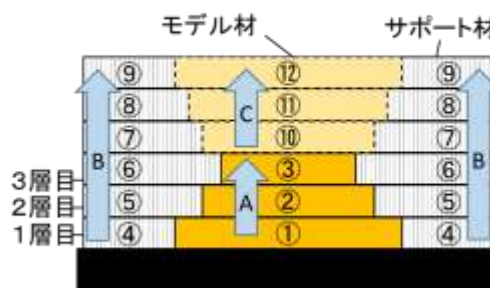 モデル材
サポート材
⑨ ⑫ ⑨
⑧ ⑪ ⑧
C
⑦ ⑩ ⑦
B B
3層目 ⑥ ③ ⑥
2層目 ⑤ ② ⑤
A
1層目 ④ ① ④